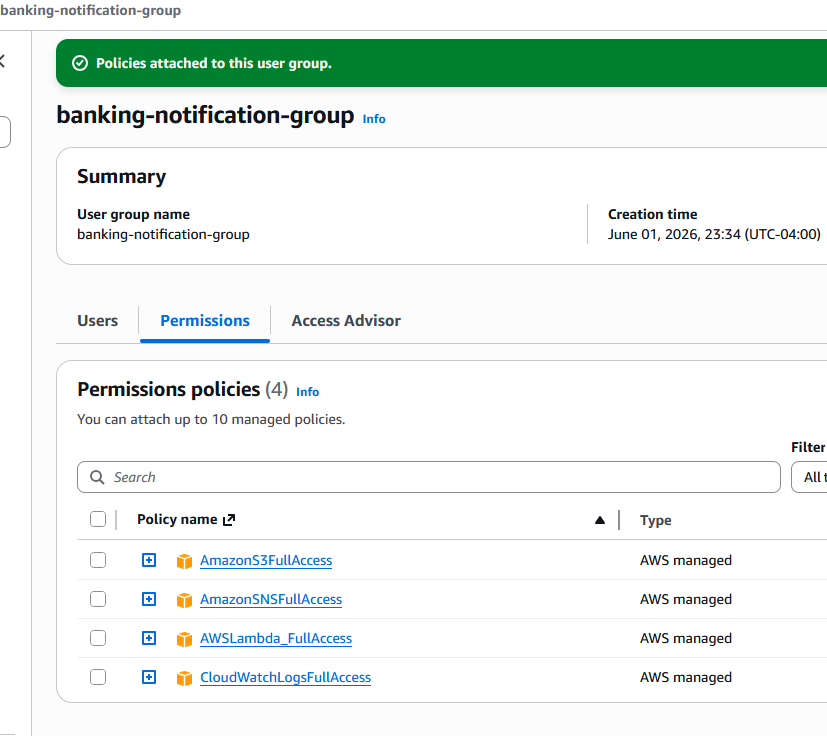 banking-notification-group
Policies attached to this user group.
banking-notification-group Info
Summary
User group name
banking-notification-group
Creation time
June 01, 2026, 23:34 (UTC-04:00)
Users Permissions Access Advisor
Permissions policies (4) Info
You can attach up to 10 managed policies.
Filter
Search
All t
Policy name Type
AmazonS3FullAccess AWS managed
AmazonSNSFullAccess AWS managed
AWSLambda_FullAccess AWS managed
CloudWatchLogsFullAccess AWS managed